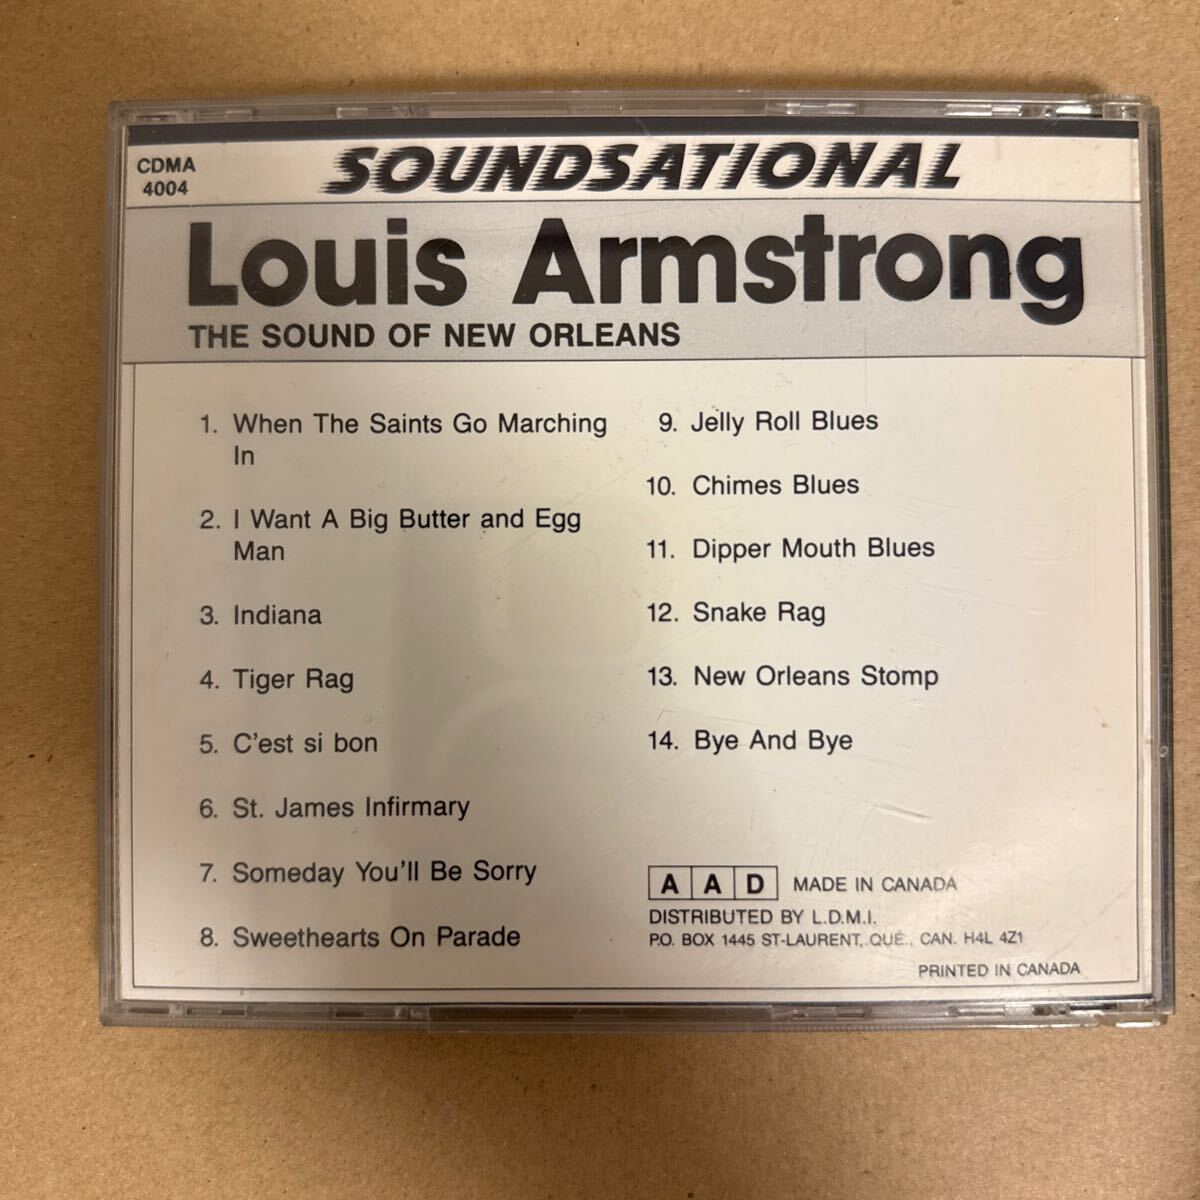 CDMA
4004
SOUNDSATIONAL
Louis Armstrong
THE SOUND OF NEW ORLEANS
1. When The Saints Go Marching
In
2. I Want A Big Butter and Egg
Man
3. Indiana
4. Tiger Rag
5. C'est si bon
6. St. James Infirmary
7. Someday You'll Be Sorry
8. Sweethearts On Parade
9. Jelly Roll Blues
10. Chimes Blues
11. Dipper Mouth Blues
12. Snake Rag
13. New Orleans Stomp
14. Bye And Bye
A A D MADE IN CANADA
DISTRIBUTED BY L.D.M.I.
P.O. BOX 1445 ST-LAURENT, QUÉ., CAN. H4L 4Z1
PRINTED IN CANADA